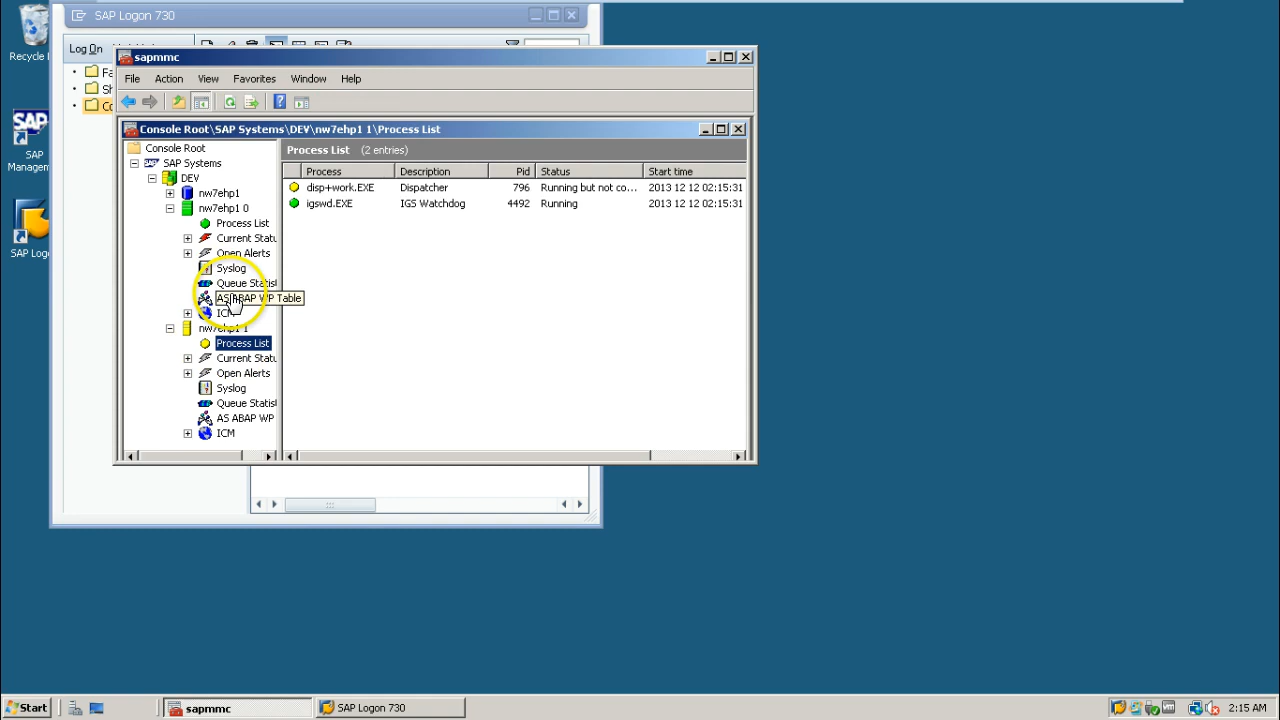 SAP Logon 730
Recycle
Log On
sapmmc
File Action View Favorites Window Help
SAP
SAP
Managem
Console Root\SAP Systems\DEV\nw7ehp1 1\Process List
Console Root
Process List (2 entries)
SAP Systems
Process Description Pid Status Start time
DEV
disp+work.EXE Dispatcher 796 Running but not co... 2013 12 12 02:15:31
nw7ehp1
igswd.EXE IGS Watchdog 4492 Running 2013 12 12 02:15:31
nw7ehp1 0
Process List
Current Statu
SAP Logo
Open Alerts
Syslog
Queue Statis
AS ABAP WP Table
ICM
nw7ehp1 1
Process List
Current Statu
Open Alerts
Syslog
Queue Statis
AS ABAP WP
ICM
Start sapmmc SAP Logon 730 2:15 AM